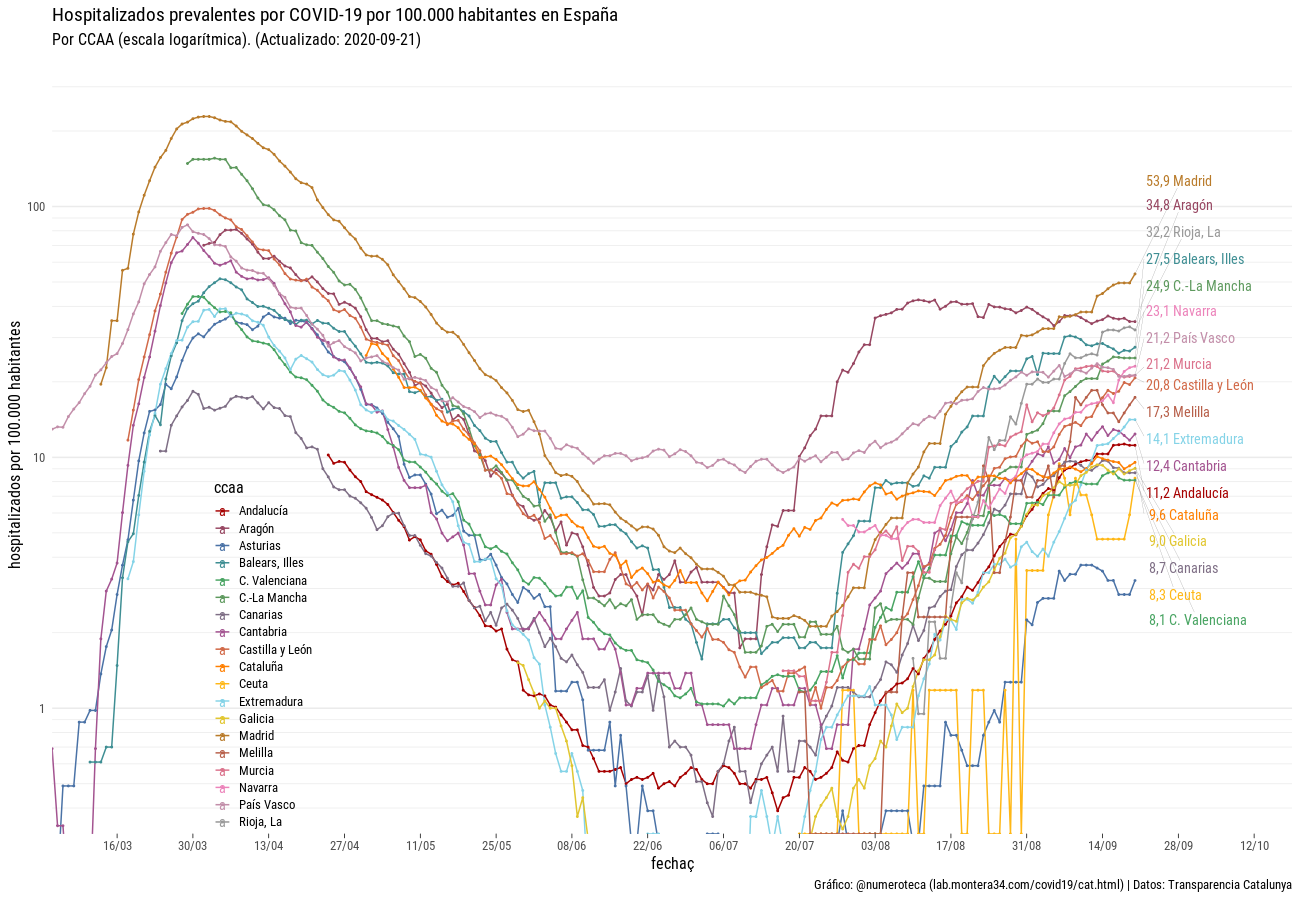 Hospitalizados prevalentes por COVID-19 por 100.000 habitantes en España
Por CCAA (escala logarítmica). (Actualizado: 2020-09-21)
hospitalizados por 100.000 habitantes
100
10
1
53,9 Madrid
34,8 Aragón
32,2 Rioja, La
27,5 Balears, Illes
24,9 C.-La Mancha
23,1 Navarra
21,2 País Vasco
21,2 Murcia
20,8 Castilla y León
17,3 Melilla
14,1 Extremadura
12,4 Cantabria
11,2 Andalucía
9,6 Cataluña
9,0 Galicia
8,7 Canarias
8,3 Ceuta
8,1 C. Valenciana
ccaa
Andalucía
Aragón
Asturias
Balears, Illes
C. Valenciana
C.-La Mancha
Canarias
Cantabria
Castilla y León
Cataluña
Ceuta
Extremadura
Galicia
Madrid
Melilla
Murcia
Navarra
País Vasco
Rioja, La
16/03 30/03 13/04 27/04 11/05 25/05 08/06 22/06 06/07 20/07 03/08 17/08 31/08 14/09 28/09 12/10
fechaç
Gráfico: @numeroteca (lab.montera34.com/covid19/cat.html) | Datos: Transparencia Catalunya